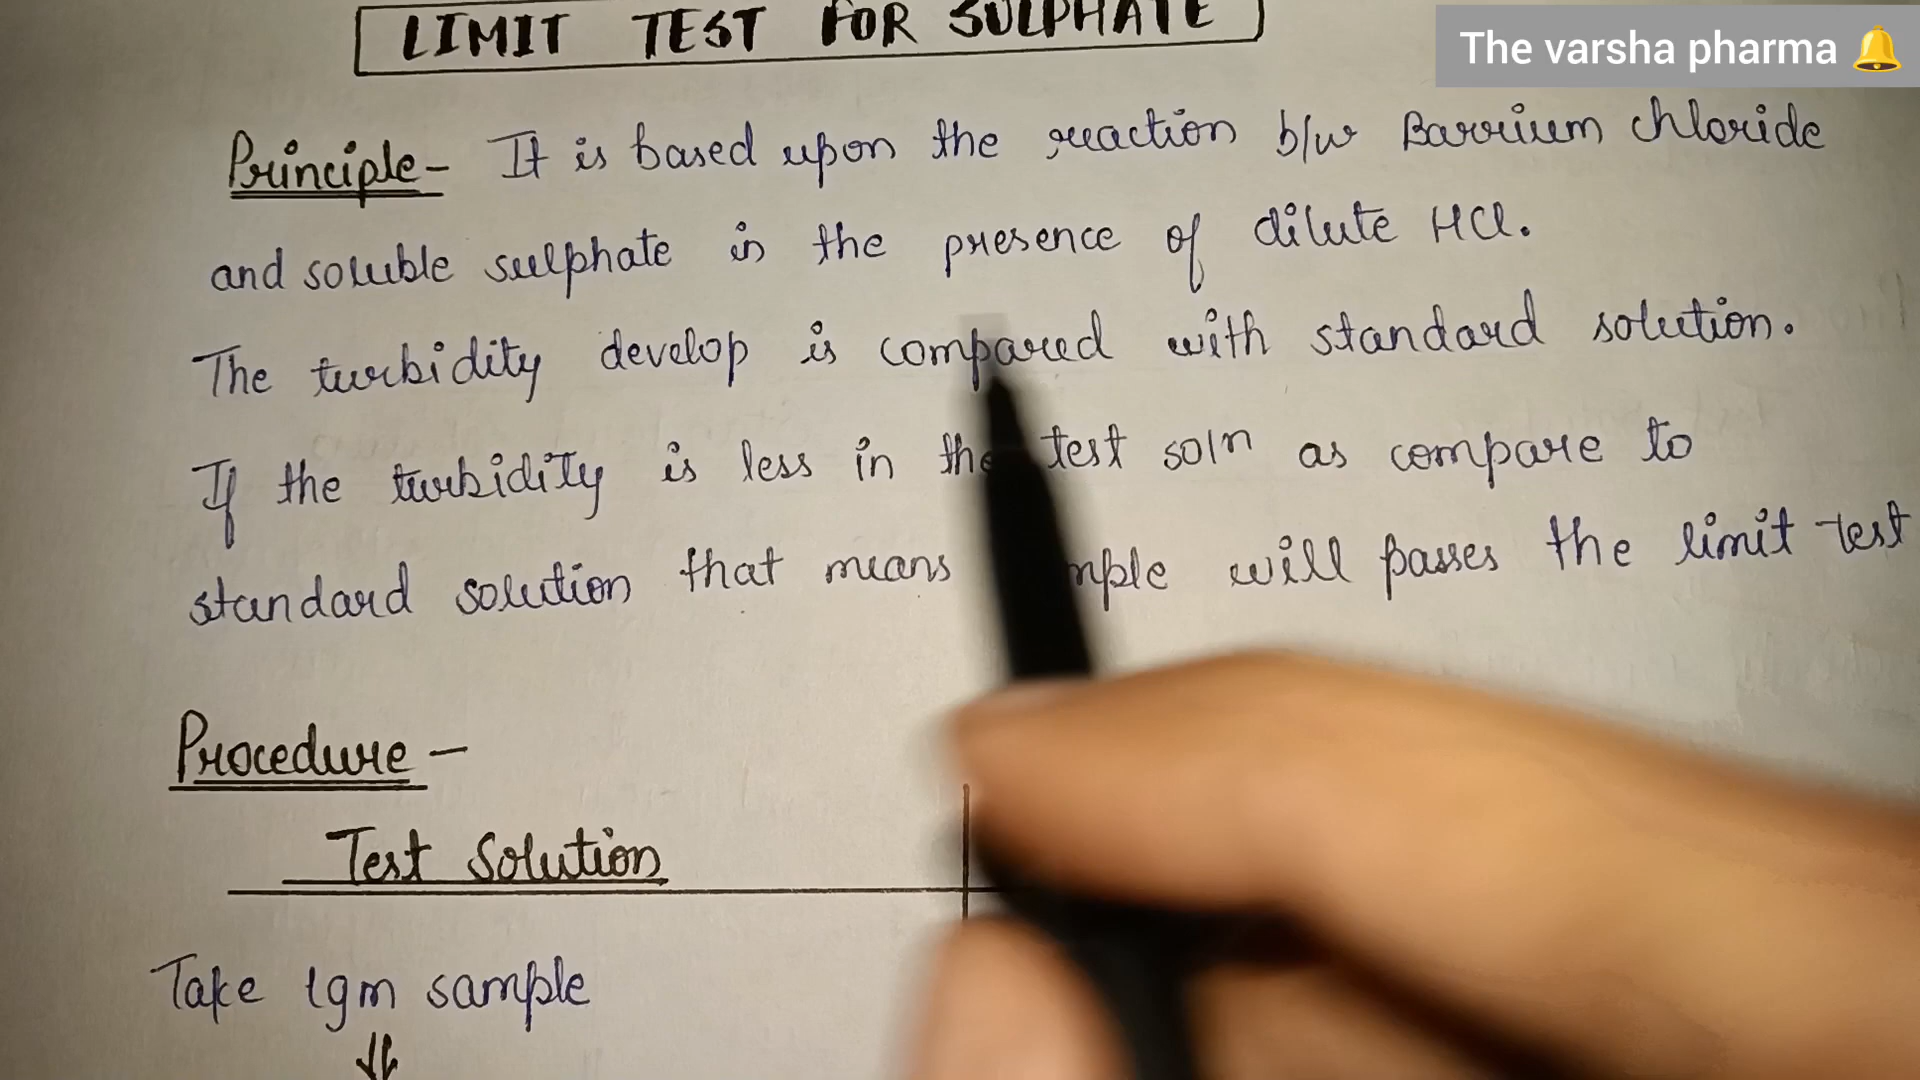 LIMIT TEST FOR SULPHATE
The varsha pharma 🔔
Principle- It is based upon the reaction b/w Barrium chloride
and soluble sulphate in the presence of dilute HCl.
The turbidity develop is compared with standard solution.
If the turbidity is less in the test soln as compare to
standard solution that means will passes the limit test
Procedure -
Test Solution
Take 1gm sample